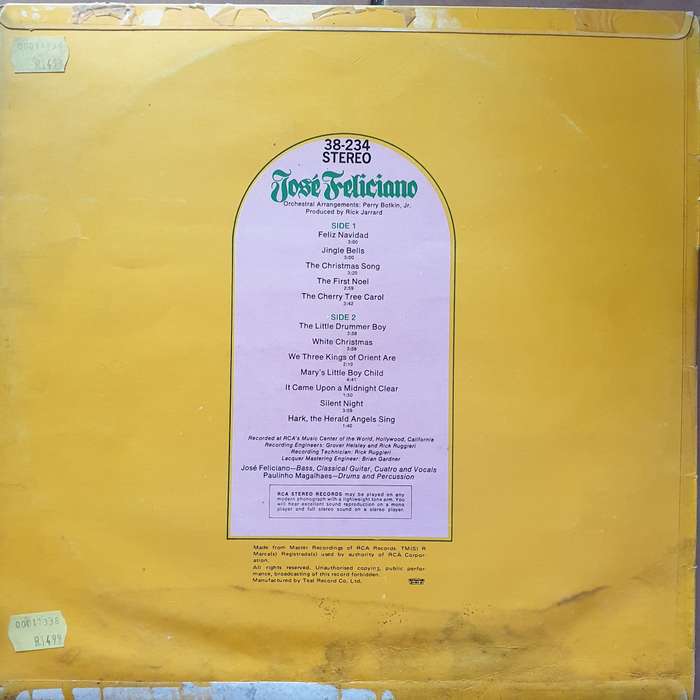 R1499
38-234
STEREO
José Feliciano
Orchestral Arrangements: Perry Botkin, Jr.
Produced by Rick Jarrard
SIDE 1
Feliz Navidad
3:00
Jingle Bells
3:00
The Christmas Song
3:20
The First Noel
2:59
The Cherry Tree Carol
3:42
SIDE 2
The Little Drummer Boy
3:38
White Christmas
3:58
We Three Kings of Orient Are
2:10
Mary's Little Boy Child
4:41
It Came Upon a Midnight Clear
1:30
Silent Night
3:09
Hark, the Herald Angels Sing
1:40
Recorded at RCA's Music Center of the World, Hollywood, California
Recording Engineers: Grover Helsley and Rick Ruggieri
Recording Technician: Rick Ruggieri
Lacquer Mastering Engineer: Brian Gardner
José Feliciano—Bass, Classical Guitar, Cuatro and Vocals
Paulinho Magalhaes—Drums and Percussion
RCA STEREO RECORDS may be played on any
modern phonograph with a lightweight tone arm. You
will hear excellent sound reproduction on a mono
player and full stereo sound on a stereo player.
Made from Master Recordings of RCA Records. TM(S) R
Marca(s) Registrada(s) used by authority of RCA Corpor-
ation.
All rights reserved. Unauthorised copying, public perfor-
mance, broadcasting of this record forbidden.
Manufactured by Teal Record Co. Ltd.
R1499